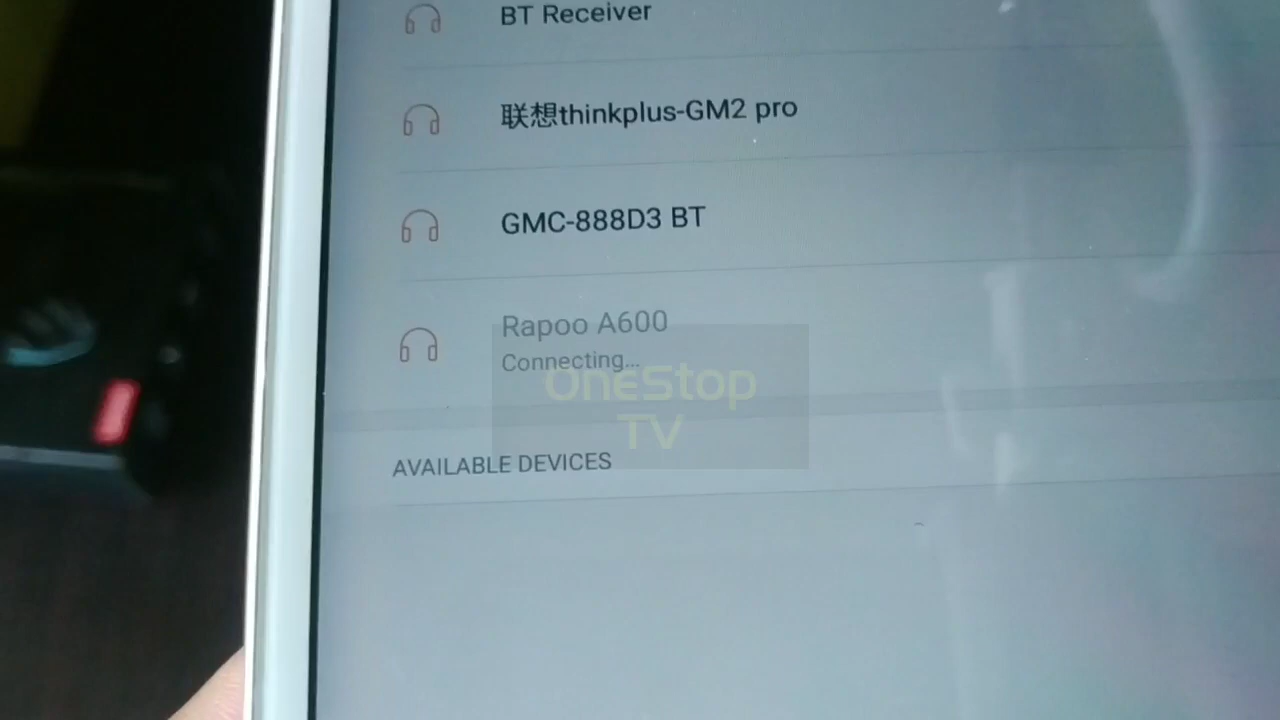 BT Receiver
联想thinkplus-GM2 pro
GMC-888D3 BT
Rapoo A600
Connecting...
OneStop
TV
AVAILABLE DEVICES